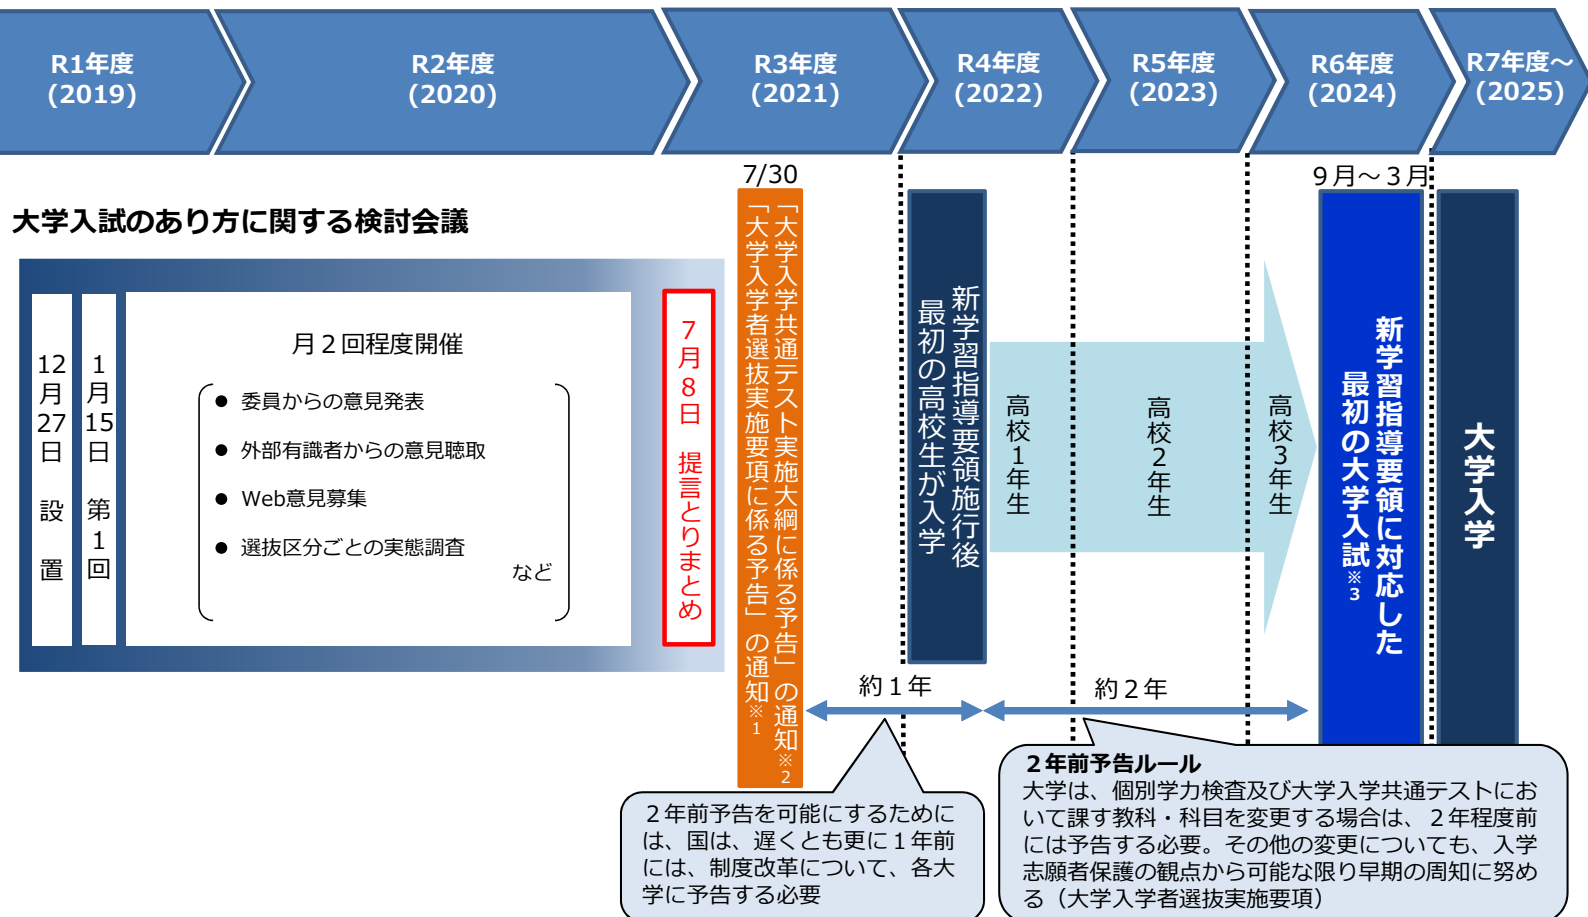 R1年度
(2019)
R2年度
(2020)
R3年度
(2021)
R4年度
(2022)
R5年度
(2023)
R6年度
(2024)
R7年度～
(2025)
7/30
９月～３月
大学入試のあり方に関する検討会議
12月27日　設置
１月15日　第１回
月２回程度開催
● 委員からの意見発表
● 外部有識者からの意見聴取
● Web意見募集
● 選抜区分ごとの実態調査
など
７月８日　提言とりまとめ
「大学入学共通テスト実施大綱に係る予告」の通知※2
「大学入学者選抜実施要項に係る予告」の通知※1
新学習指導要領施行後
最初の高校生が入学
高校１年生
高校２年生
高校３年生
新学習指導要領に対応した
最初の大学入試※3
大学入学
約１年
約２年
２年前予告を可能にするために
は、国は、遅くとも更に１年前
には、制度改革について、各大
学に予告する必要
２年前予告ルール
大学は、個別学力検査及び大学入学共通テストにお
いて課す教科・科目を変更する場合は、２年程度前
には予告する必要。その他の変更についても、入学
志願者保護の観点から可能な限り早期の周知に努め
る（大学入学者選抜実施要項）